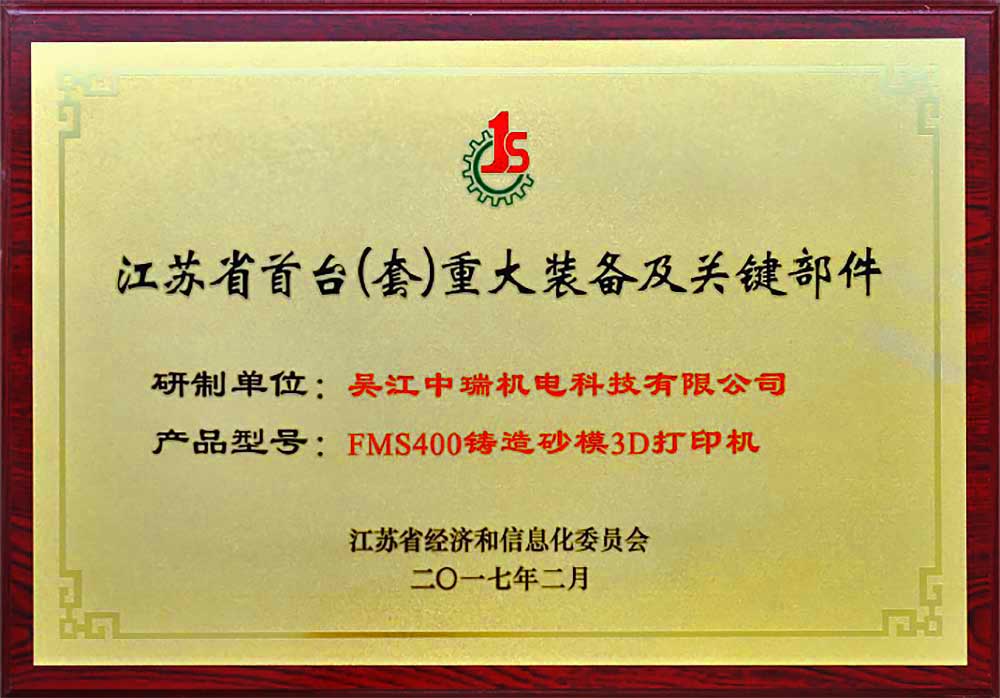 JS
江苏省首台(套)重大装备及关键部件
研制单位：吴江中瑞机电科技有限公司
产品型号：FMS400铸造砂模3D打印机
江苏省经济和信息化委员会
二〇一七年二月